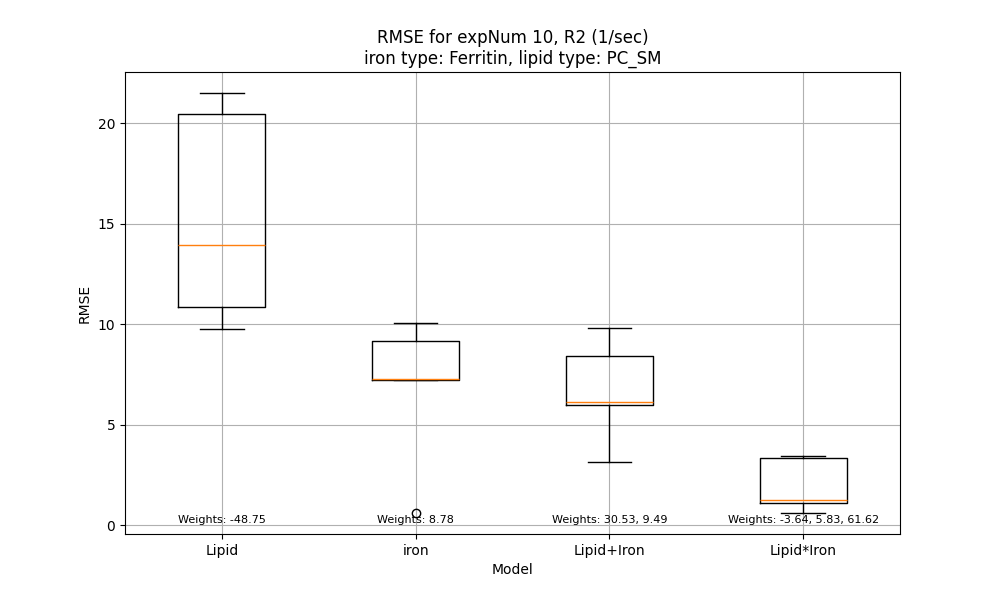 RMSE for expNum 10, R2 (1/sec)
iron type: Ferritin, lipid type: PC_SM
RMSE
20
15
10
5
0
Weights: -48.75
Weights: 8.78
Weights: 30.53, 9.49
Weights: -3.64, 5.83, 61.62
Lipid
iron
Lipid+Iron
Lipid*Iron
Model